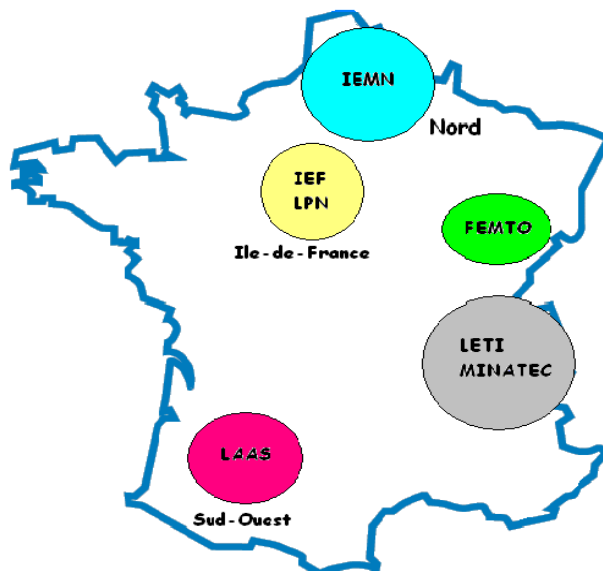 IEMN
Nord
IEF
LPN
Ile-de-France
FEMTO
LETI
MINATEC
LAAS
Sud-Ouest